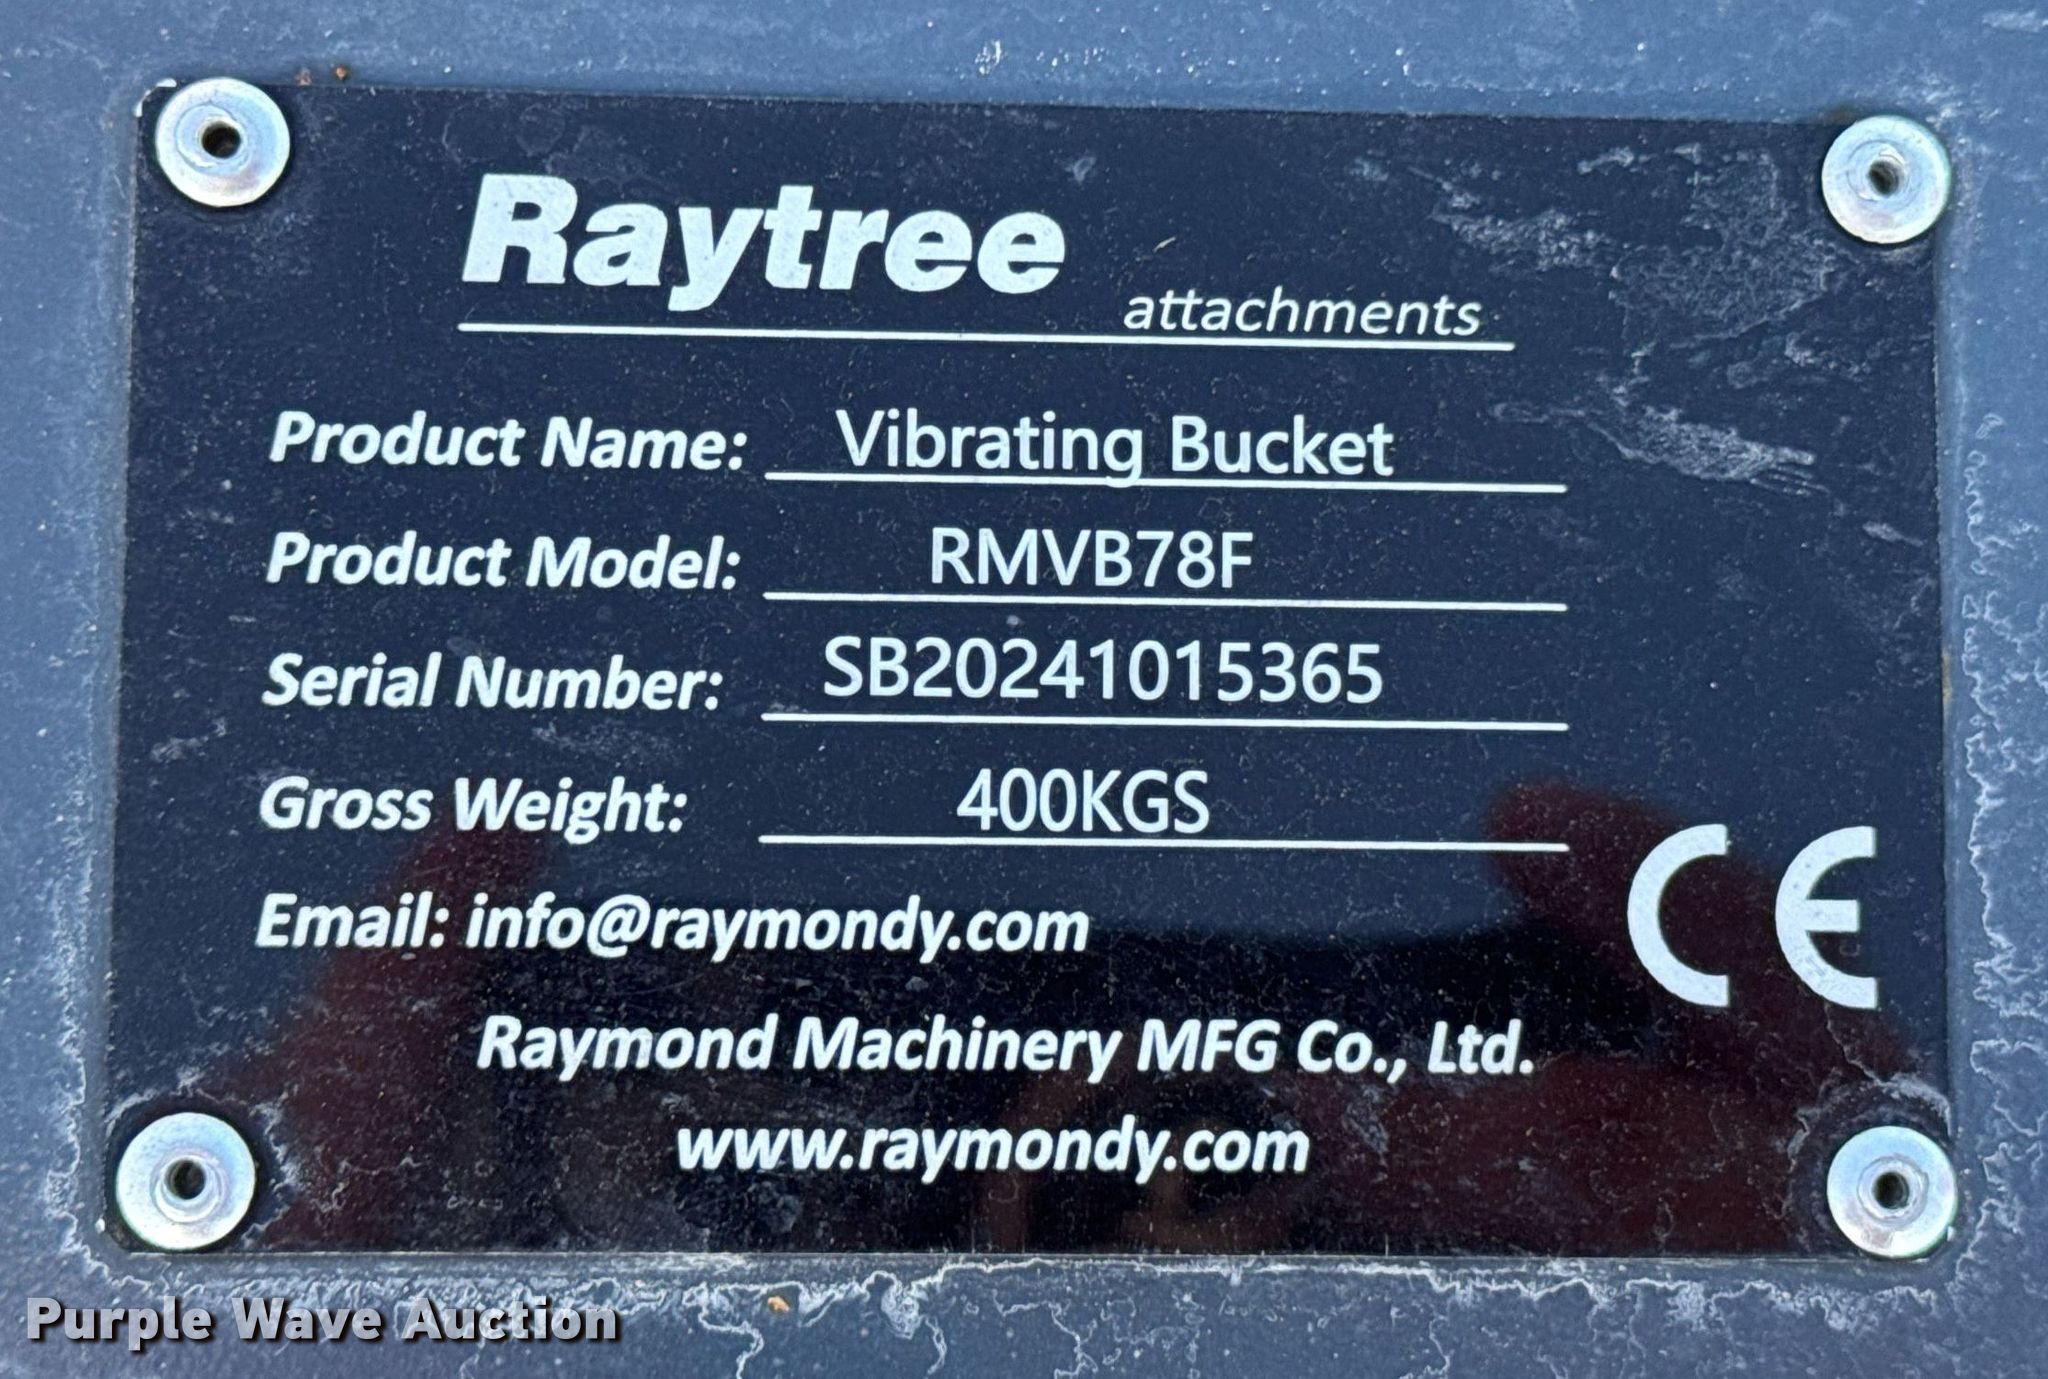 Raytree
attachments
Product Name: Vibrating Bucket
Product Model: RMVB78F
Serial Number: SB20241015365
Gross Weight: 400KGS
Email: info@raymondy.com
CE
Raymond Machinery MFG Co., Ltd.
www.raymondy.com
Purple Wave Auction